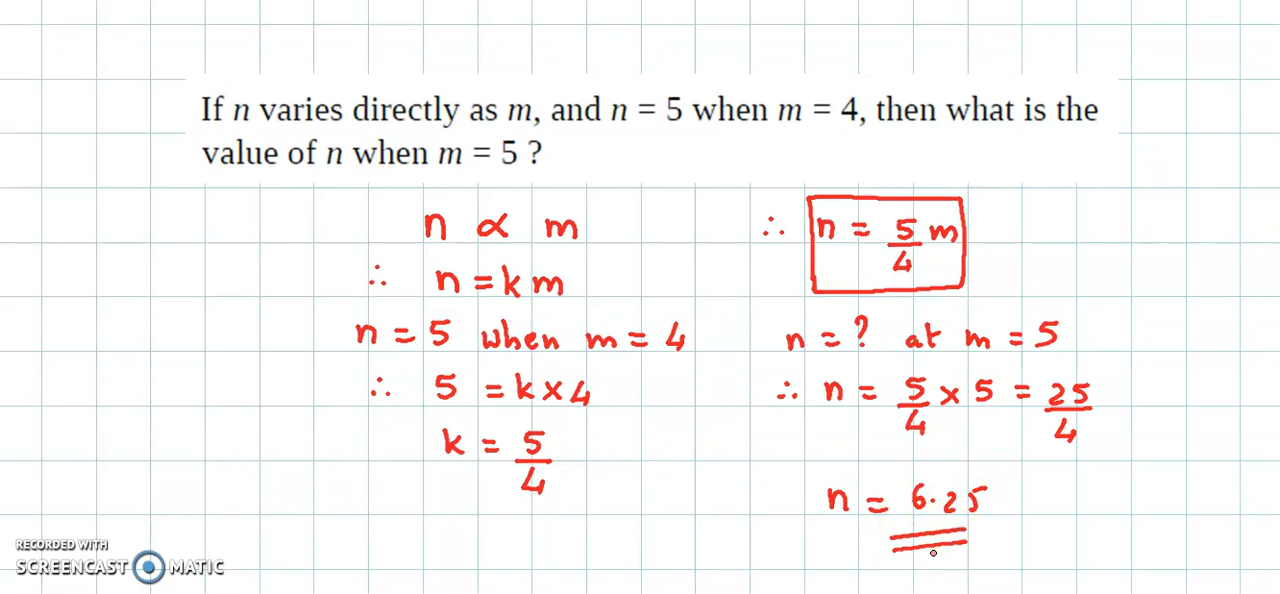 If n varies directly as m, and n = 5 when m = 4, then what is the
value of n when m = 5 ?
n ∝ m
∴ n = k m
n = 5 when m = 4
∴ 5 = k × 4
k = 5/4
∴ n = 5/4 m
n = ? at m = 5
∴ n = 5/4 × 5 = 25/4
n = 6.25
RECORDED WITH
SCREENCAST MATIC